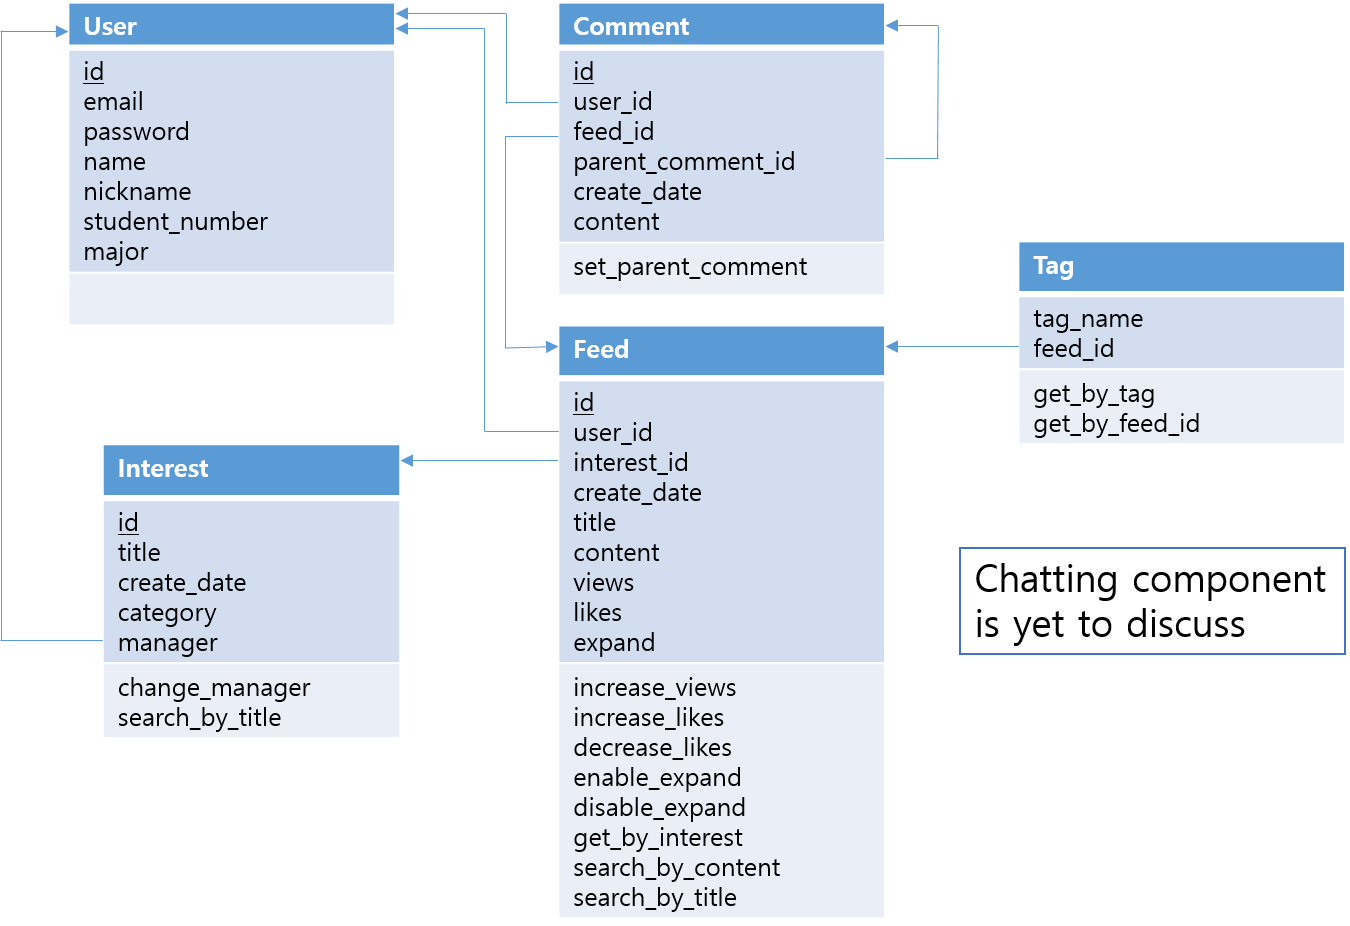 User
id
email
password
name
nickname
student_number
major
Comment
id
user_id
feed_id
parent_comment_id
create_date
content
set_parent_comment
Tag
tag_name
feed_id
get_by_tag
get_by_feed_id
Feed
id
user_id
interest_id
create_date
title
content
views
likes
expand
increase_views
increase_likes
decrease_likes
enable_expand
disable_expand
get_by_interest
search_by_content
search_by_title
Interest
id
title
create_date
category
manager
change_manager
search_by_title
Chatting component
is yet to discuss